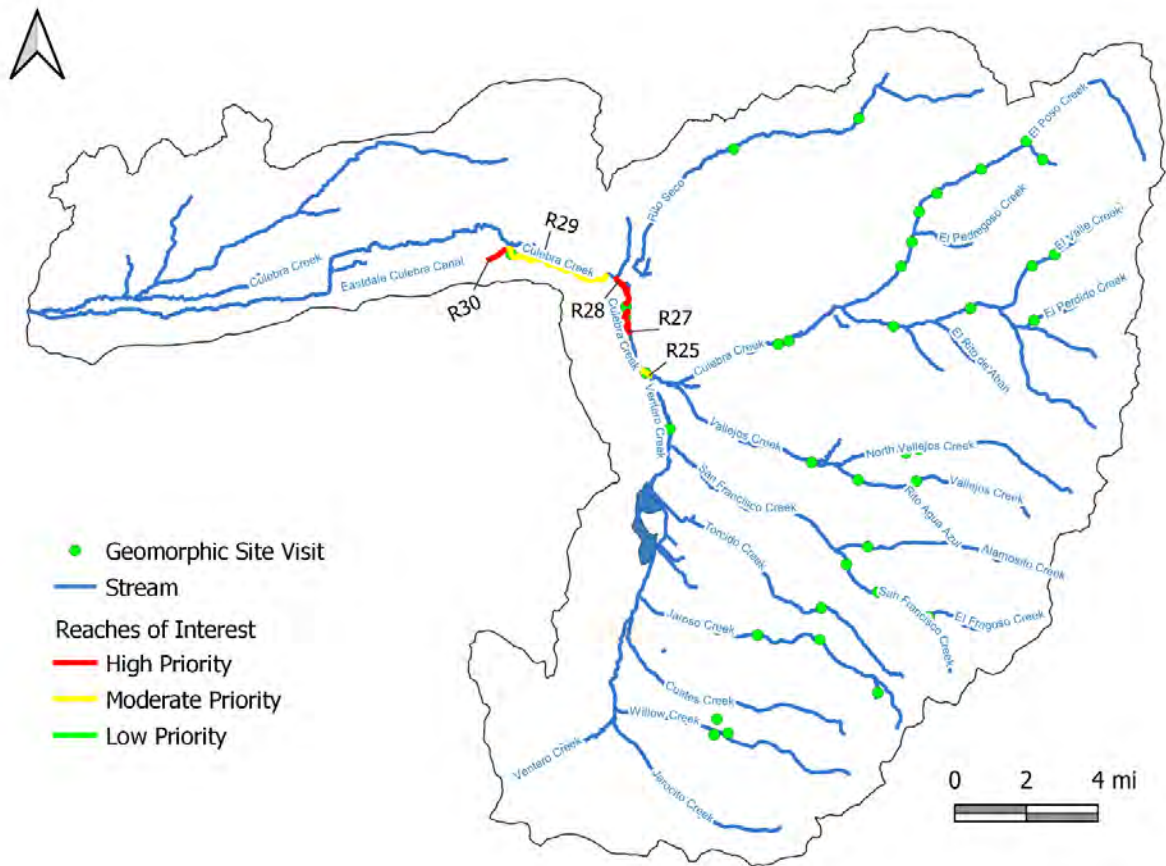 El Poso Creek
Rito Seco
El Pedregoso Creek
El Valle Creek
R29
Culebra Creek
Culebra Creek
Eastdale Culebra Canal
R30
R28
Culebra Creek
R27
El Perdido Creek
El Rito de Aban
R25
Culebra Creek
Ventero Creek
Vallejos Creek
North Vallejos Creek
Vallejos Creek
San Francisco Creek
Rito Agua Azul
Torcido Creek
Alamosito Creek
San Francisco Creek
El Fragoso Creek
Jaroso Creek
Cuates Creek
Willow Creek
Ventero Creek
Jarocito Creek
Geomorphic Site Visit
Stream
Reaches of Interest
High Priority
Moderate Priority
Low Priority
0 2 4 mi